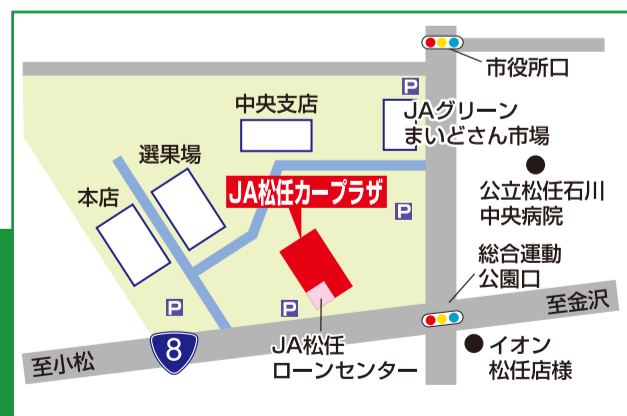 市役所口
P
中央支店
JAグリーン
まいどさん市場
選果場
公立松任石川
中央病院
JA松任カープラザ
本店
P
総合運動
公園口
至金沢
P
P
JA松任
ローンセンター
イオン
松任店様
8
至小松